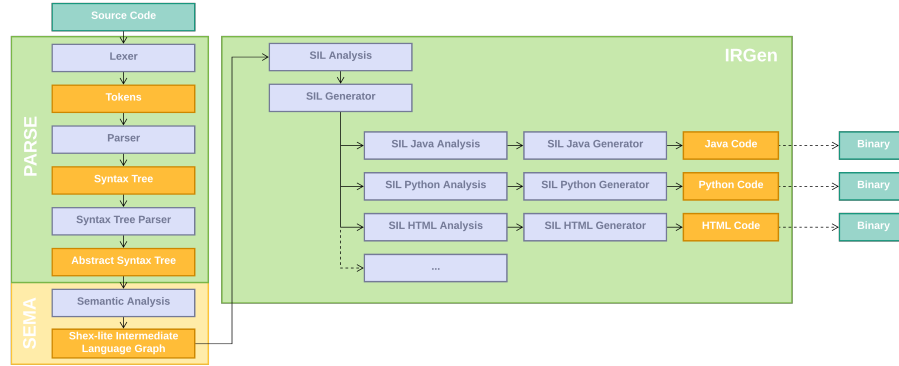 Source Code
PARSE
Lexer
Tokens
Parser
Syntax Tree
Syntax Tree Parser
Abstract Syntax Tree
SEMA
Semantic Analysis
Shex-lite Intermediate
Language Graph
IRGen
SIL Analysis
SIL Generator
SIL Java Analysis
SIL Java Generator
Java Code
Binary
SIL Python Analysis
SIL Python Generator
Python Code
Binary
SIL HTML Analysis
SIL HTML Generator
HTML Code
Binary
...